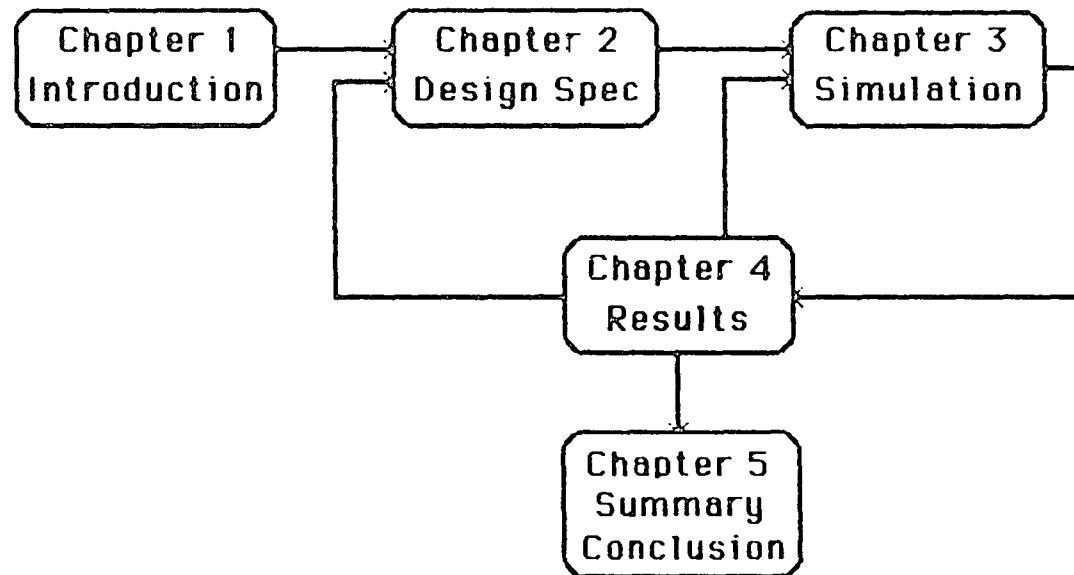 Chapter 1
Introduction
Chapter 2
Design Spec
Chapter 3
Simulation
Chapter 4
Results
Chapter 5
Summary
Conclusion